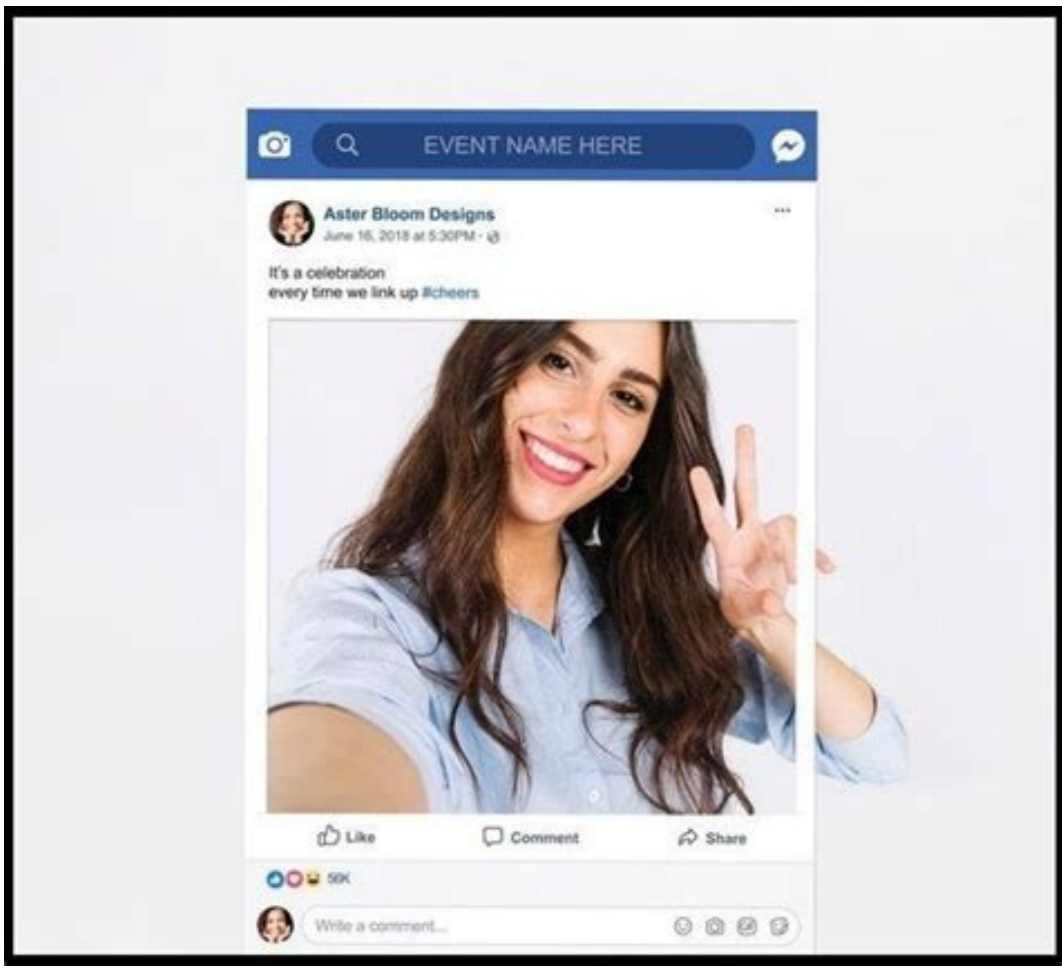 EVENT NAME HERE
Aster Bloom Designs
June 16, 2018 at 5:30PM ·
It's a celebration
every time we link up #cheers
Like
Comment
Share
56K
Write a comment...